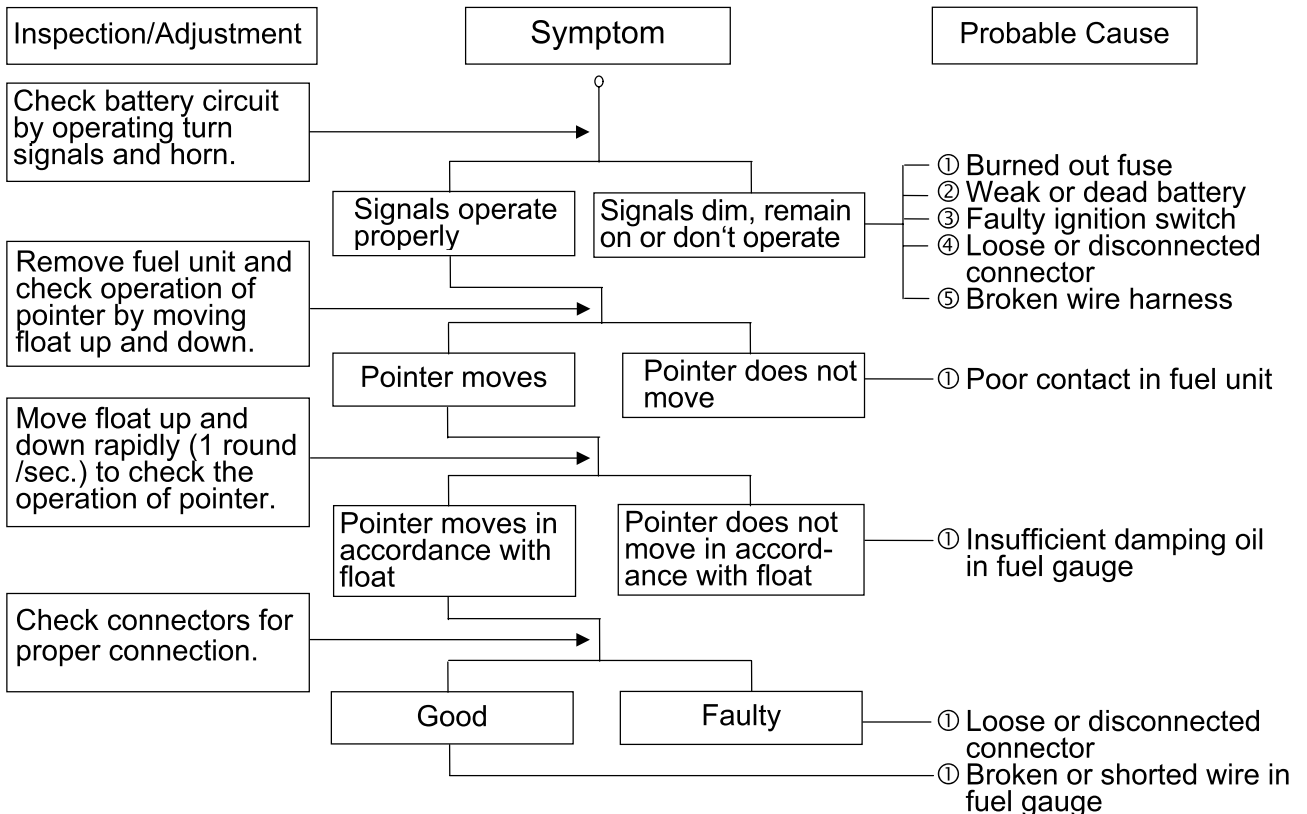 Inspection/Adjustment
Symptom
Probable Cause
Check battery circuit
by operating turn
signals and horn.
Signals operate
properly
Signals dim, remain
on or don‘t operate
① Burned out fuse
② Weak or dead battery
③ Faulty ignition switch
④ Loose or disconnected
connector
⑤ Broken wire harness
Remove fuel unit and
check operation of
pointer by moving
float up and down.
Pointer moves
Pointer does not
move
① Poor contact in fuel unit
Move float up and
down rapidly (1 round
/sec.) to check the
operation of pointer.
Pointer moves in
accordance with
float
Pointer does not
move in accord-
ance with float
① Insufficient damping oil
in fuel gauge
Check connectors for
proper connection.
Good
Faulty
① Loose or disconnected
connector
① Broken or shorted wire in
fuel gauge